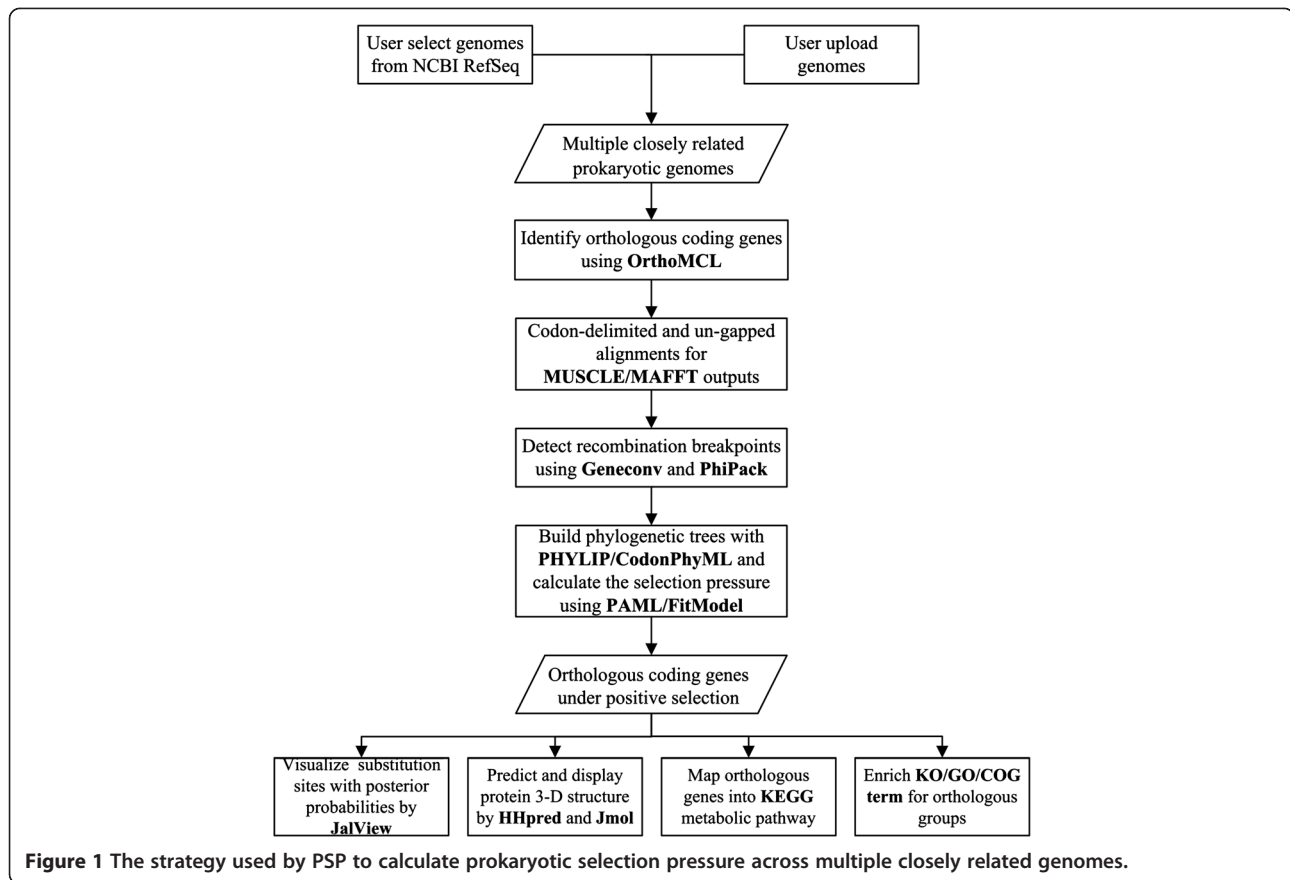 User select genomes
from NCBI RefSeq
User upload
genomes
Multiple closely related
prokaryotic genomes
Identify orthologous coding genes
using OrthoMCL
Codon-delimited and un-gapped
alignments for
MUSCLE/MAFFT outputs
Detect recombination breakpoints
using Geneconv and PhiPack
Build phylogenetic trees with
PHYLIP/CodonPhyML and
calculate the selection pressure
using PAML/FitModel
Orthologous coding genes
under positive selection
Visualize substitution
sites with posterior
probabilities by
JalView
Predict and display
protein 3-D structure
by HHpred and Jmol
Map orthologous
genes into KEGG
metabolic pathway
Enrich KO/GO/COG
term for orthologous
groups
Figure 1 The strategy used by PSP to calculate prokaryotic selection pressure across multiple closely related genomes.